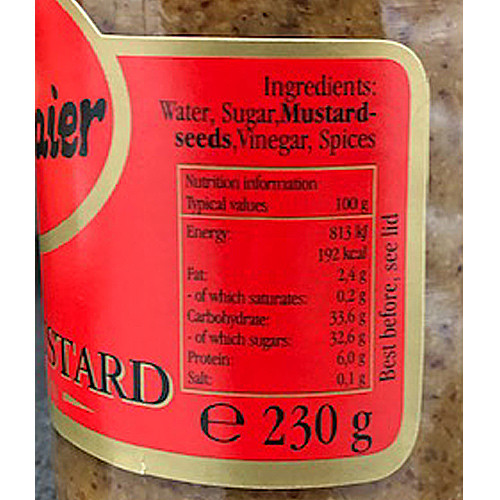 aier
STARD
Ingredients:
Water, Sugar,Mustard-
seeds,Vinegar, Spices
Nutrition information
Typical values 100 g
Energy: 813 kJ
192 kcal
Fat: 2,4 g
- of which saturates: 0,2 g
Carbohydrate: 33,6 g
- of which sugars: 32,6 g
Protein: 6,0 g
Salt: 0,1 g
Best before, see lid
℮ 230 g